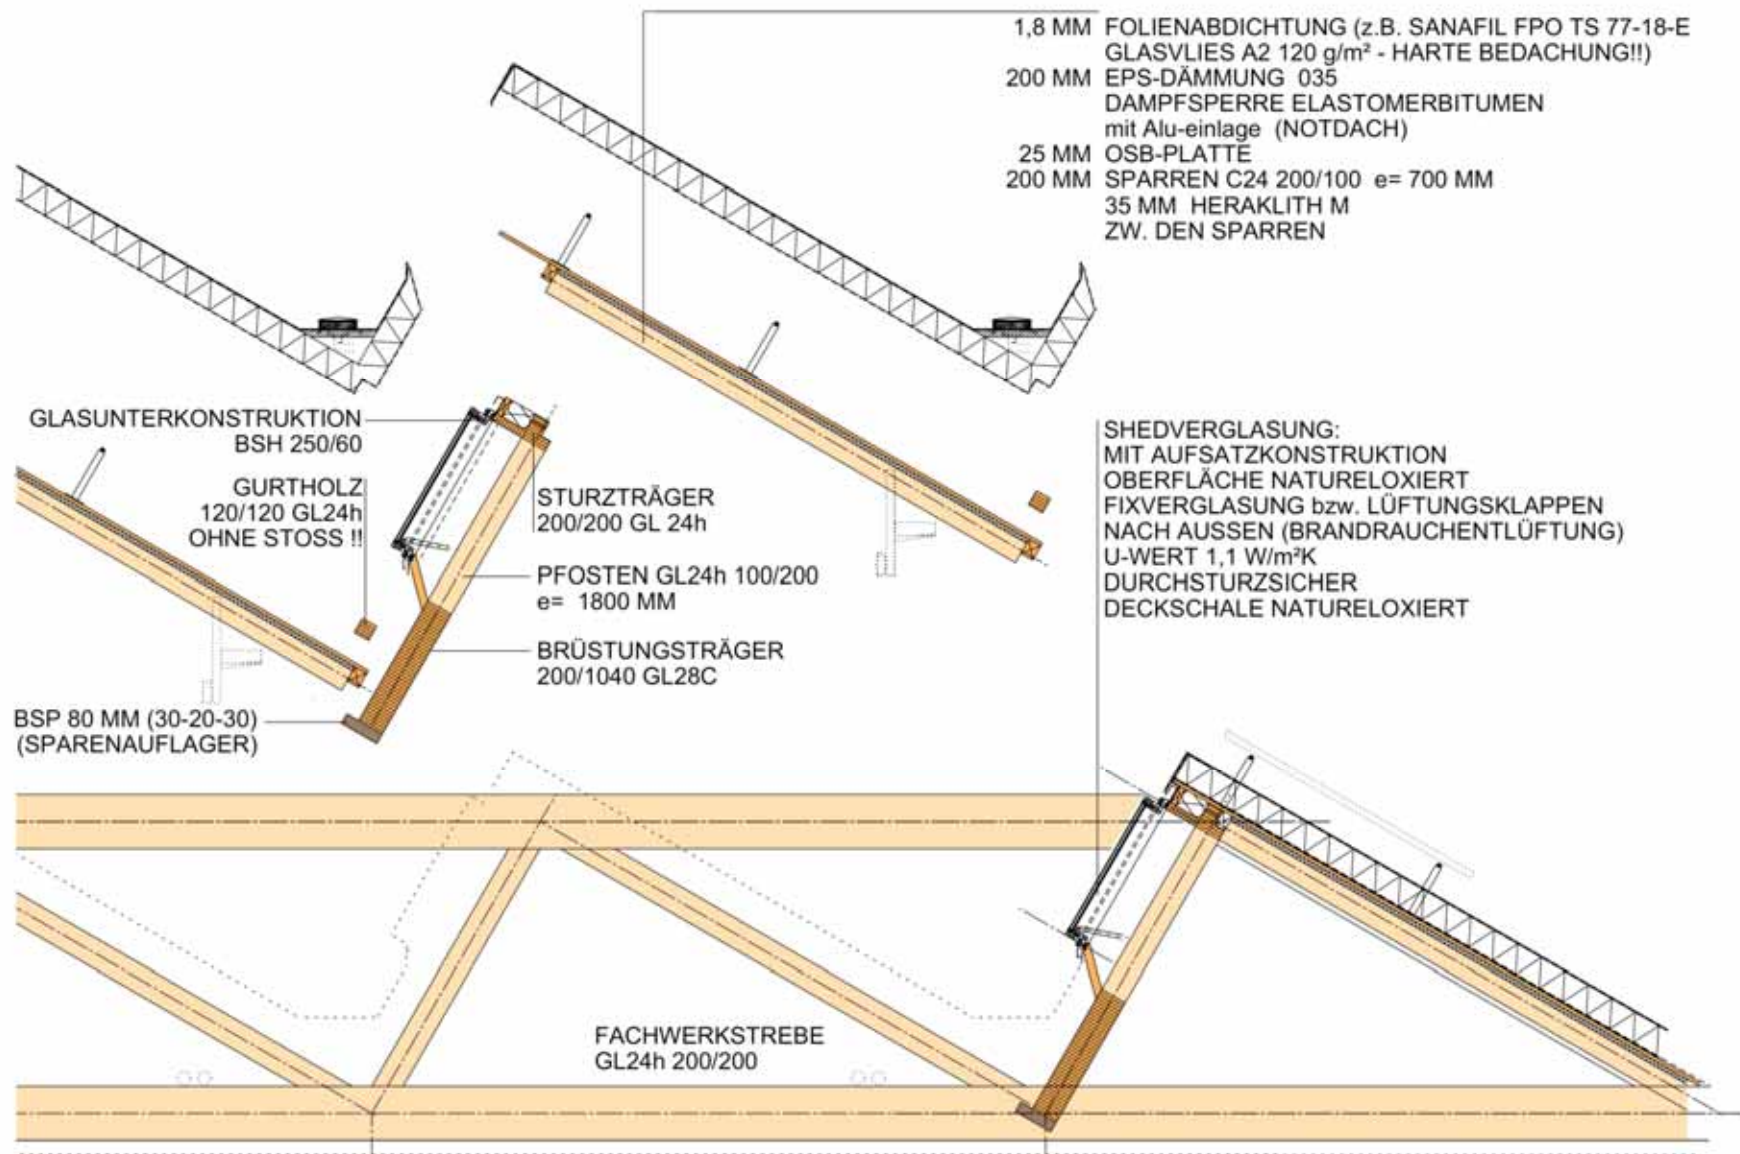 1,8 MM FOLIENABDICHTUNG (z.B. SANAFIL FPO TS 77-18-E
GLASVLIES A2 120 g/m² - HARTE BEDACHUNG!!)
200 MM EPS-DÄMMUNG 035
DAMPFSPERRE ELASTOMERBITUMEN
mit Alu-einlage (NOTDACH)
25 MM OSB-PLATTE
200 MM SPARREN C24 200/100 e= 700 MM
35 MM HERAKLITH M
ZW. DEN SPARREN
GLASUNTERKONSTRUKTION
BSH 250/60
GURTHOLZ
120/120 GL24h
OHNE STOSS !!
STURZTRÄGER
200/200 GL 24h
PFOSTEN GL24h 100/200
e= 1800 MM
BRÜSTUNGSTRÄGER
200/1040 GL28C
BSP 80 MM (30-20-30)
(SPARENAUFLAGER)
SHEDVERGLASUNG:
MIT AUFSATZKONSTRUKTION
OBERFLÄCHE NATURELOXIERT
FIXVERGLASUNG bzw. LÜFTUNGSKLAPPEN
NACH AUSSEN (BRANDRAUCHENTLÜFTUNG)
U-WERT 1,1 W/m²K
DURCHSTURZSICHER
DECKSCHALE NATURELOXIERT
FACHWERKSTREBE
GL24h 200/200